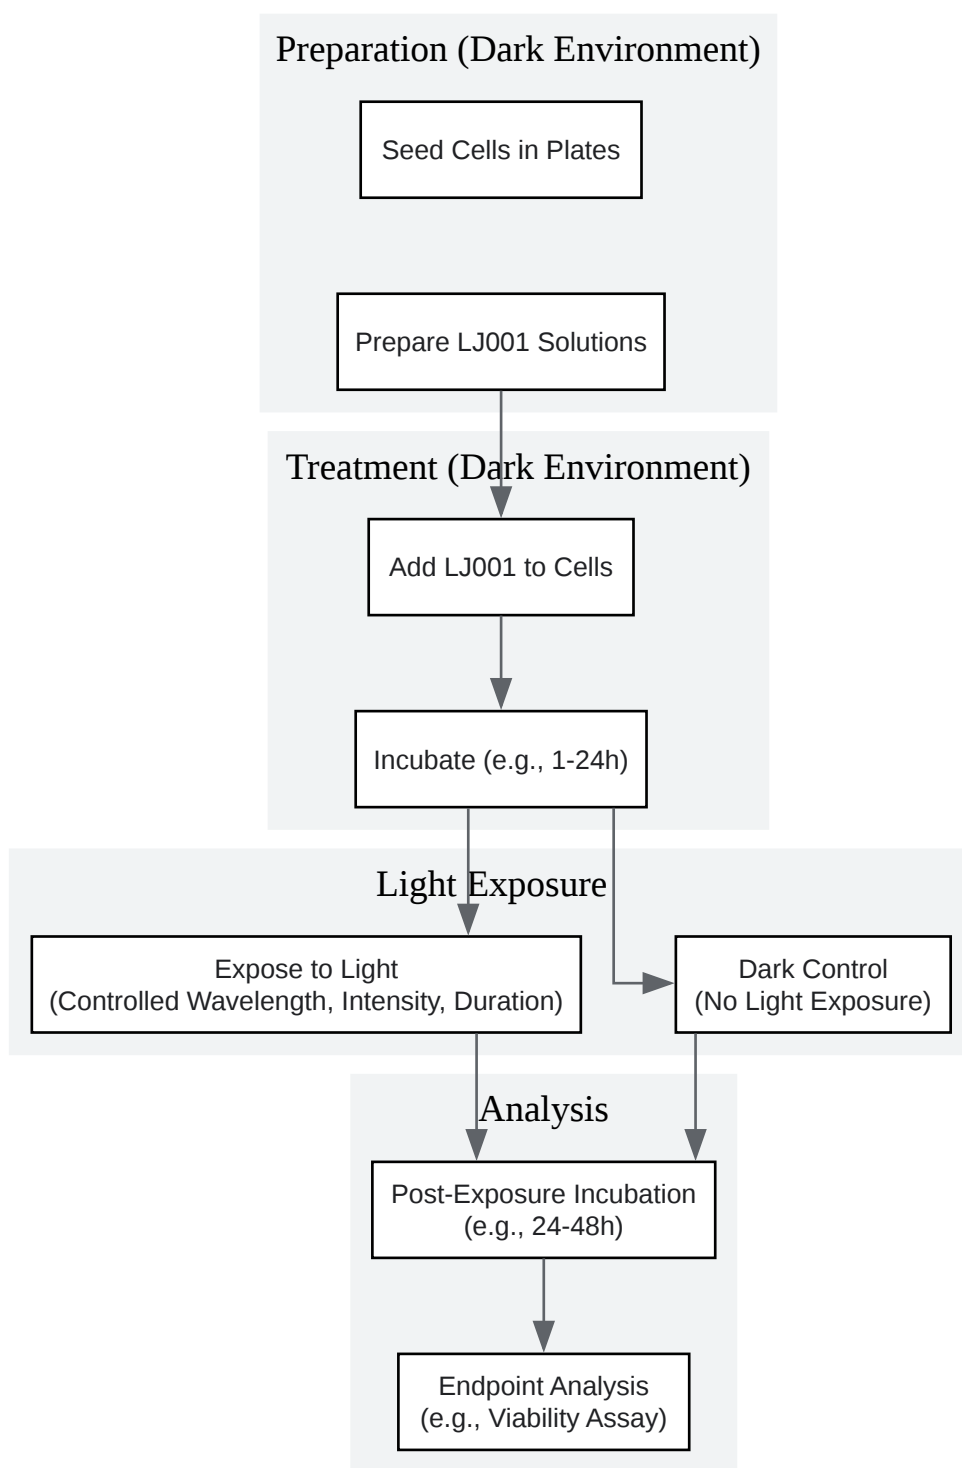 Preparation (Dark Environment)
Seed Cells in Plates
Prepare LJ001 Solutions
Treatment (Dark Environment)
Add LJ001 to Cells
Incubate (e.g., 1-24h)
Light Exposure
Expose to Light
(Controlled Wavelength, Intensity, Duration)
Dark Control
(No Light Exposure)
Analysis
Post-Exposure Incubation
(e.g., 24-48h)
Endpoint Analysis
(e.g., Viability Assay)